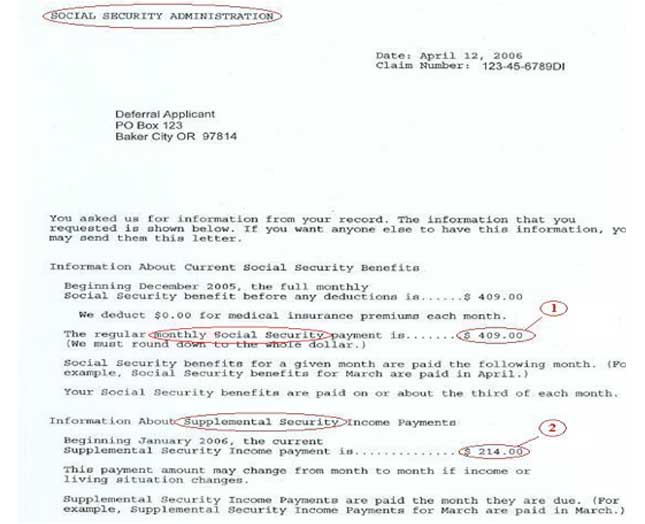 SOCIAL SECURITY ADMINISTRATION
Date: April 12, 2006
Claim Number: 123-45-6789DI
Deferral Applicant
PO Box 123
Baker City OR 97814
You asked us for information from your record. The information that you
requested is shown below. If you want anyone else to have this information, yo
may send them this letter.
Information About Current Social Security Benefits
Beginning December 2005, the full monthly
Social Security benefit before any deductions is......$ 409.00
We deduct $0.00 for medical insurance premiums each month.
1
The regular monthly Social Security payment is.......$ 409.00
(We must round down to the whole dollar.)
Social Security benefits for a given month are paid the following month. (Fo
example, Social Security benefits for March are paid in April.)
Your Social Security benefits are paid on or about the third of each month.
Information About Supplemental Security Income Payments
2
Beginning January 2006, the current
Supplemental Security Income payment is..............$ 214.00
This payment amount may change from month to month if income or
living situation changes.
Supplemental Security Income Payments are paid the month they are due. (For
example, Supplemental Security Income Payments for March are paid in March.)